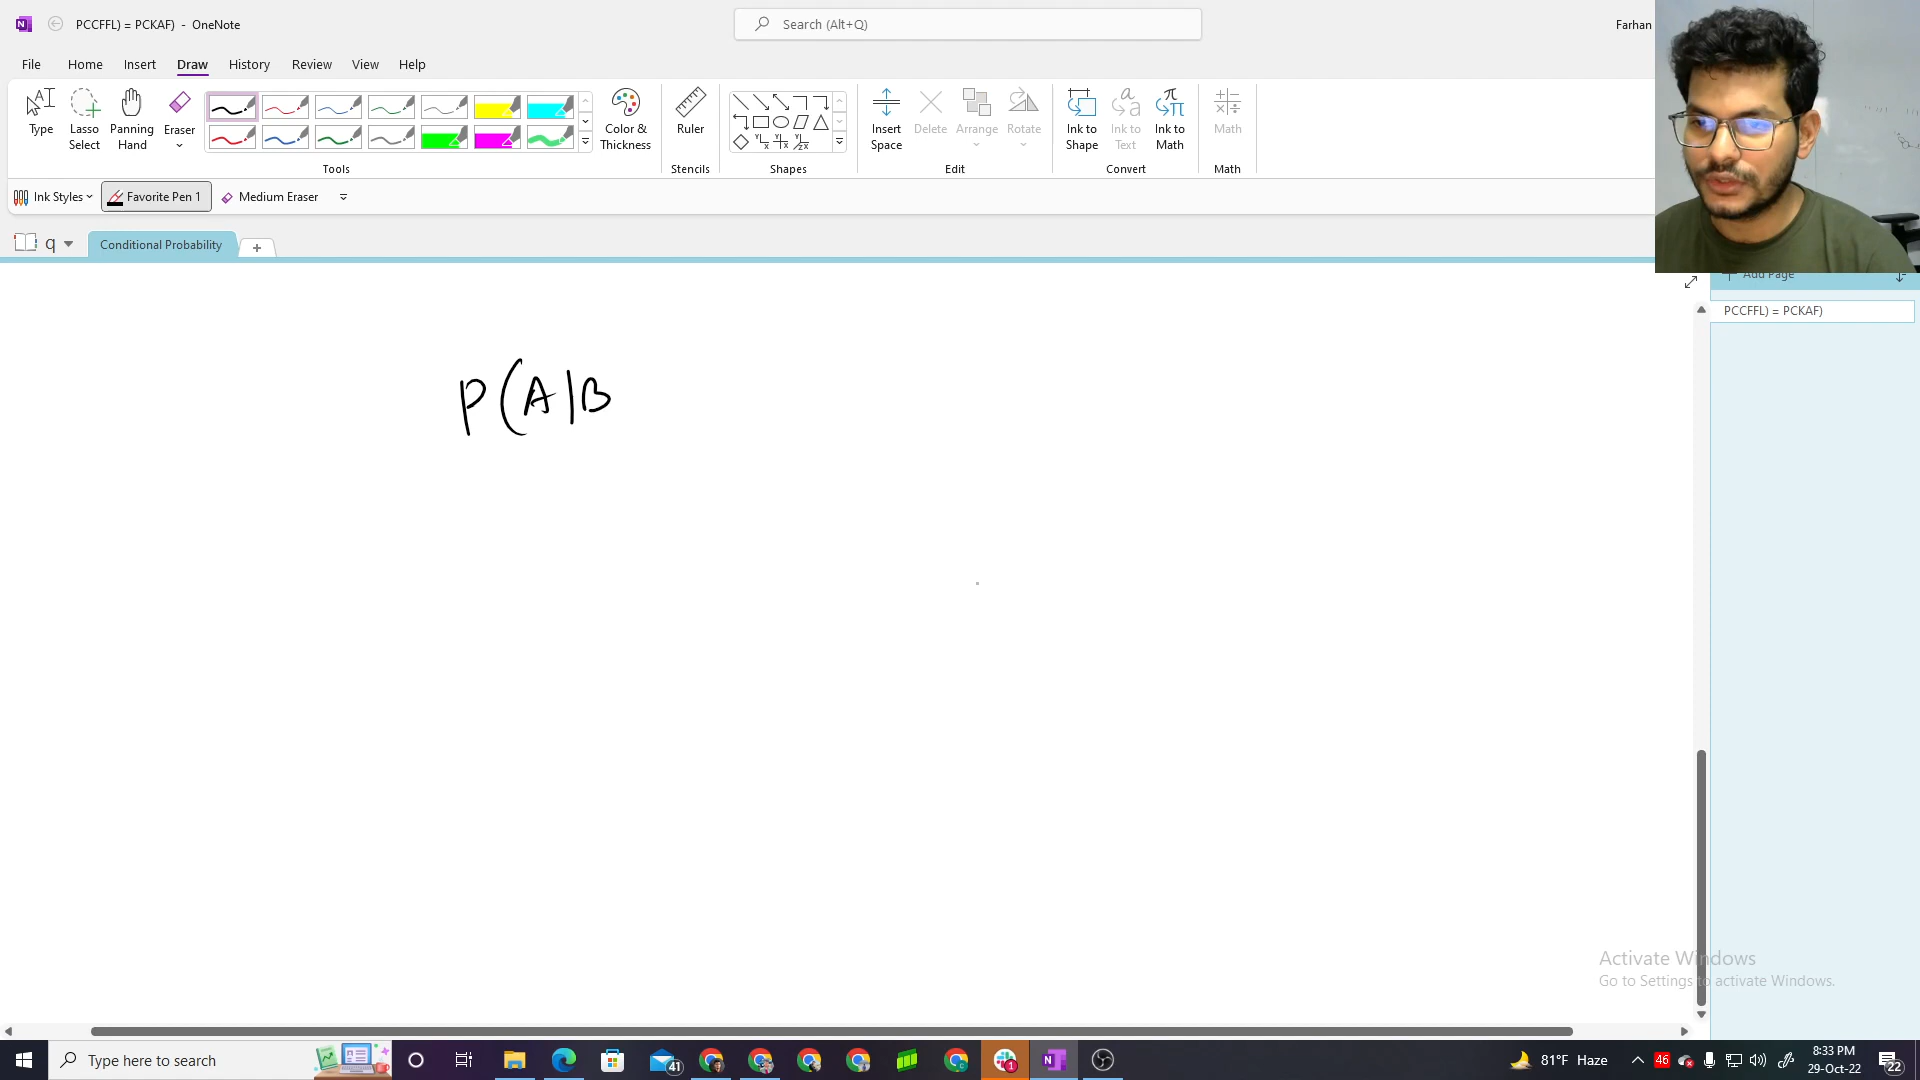 PCCFFL) = PCKAF) - OneNote
Search (Alt+Q)
Farhan
File Home Insert Draw History Review View Help
Type
Lasso Select
Panning Hand
Eraser
Color & Thickness
Ruler
Insert Space
Delete
Arrange
Rotate
Ink to Shape
Ink to Text
Ink to Math
Math
Tools Stencils Shapes Edit Convert Math
Ink Styles Favorite Pen 1 Medium Eraser
q Conditional Probability +
Add Page
PCCFFL) = PCKAF)
P(A|B
Activate Windows
Go to Settings to activate Windows.
Type here to search
41
1
81°F Haze
46
8:33 PM
29-Oct-22
22